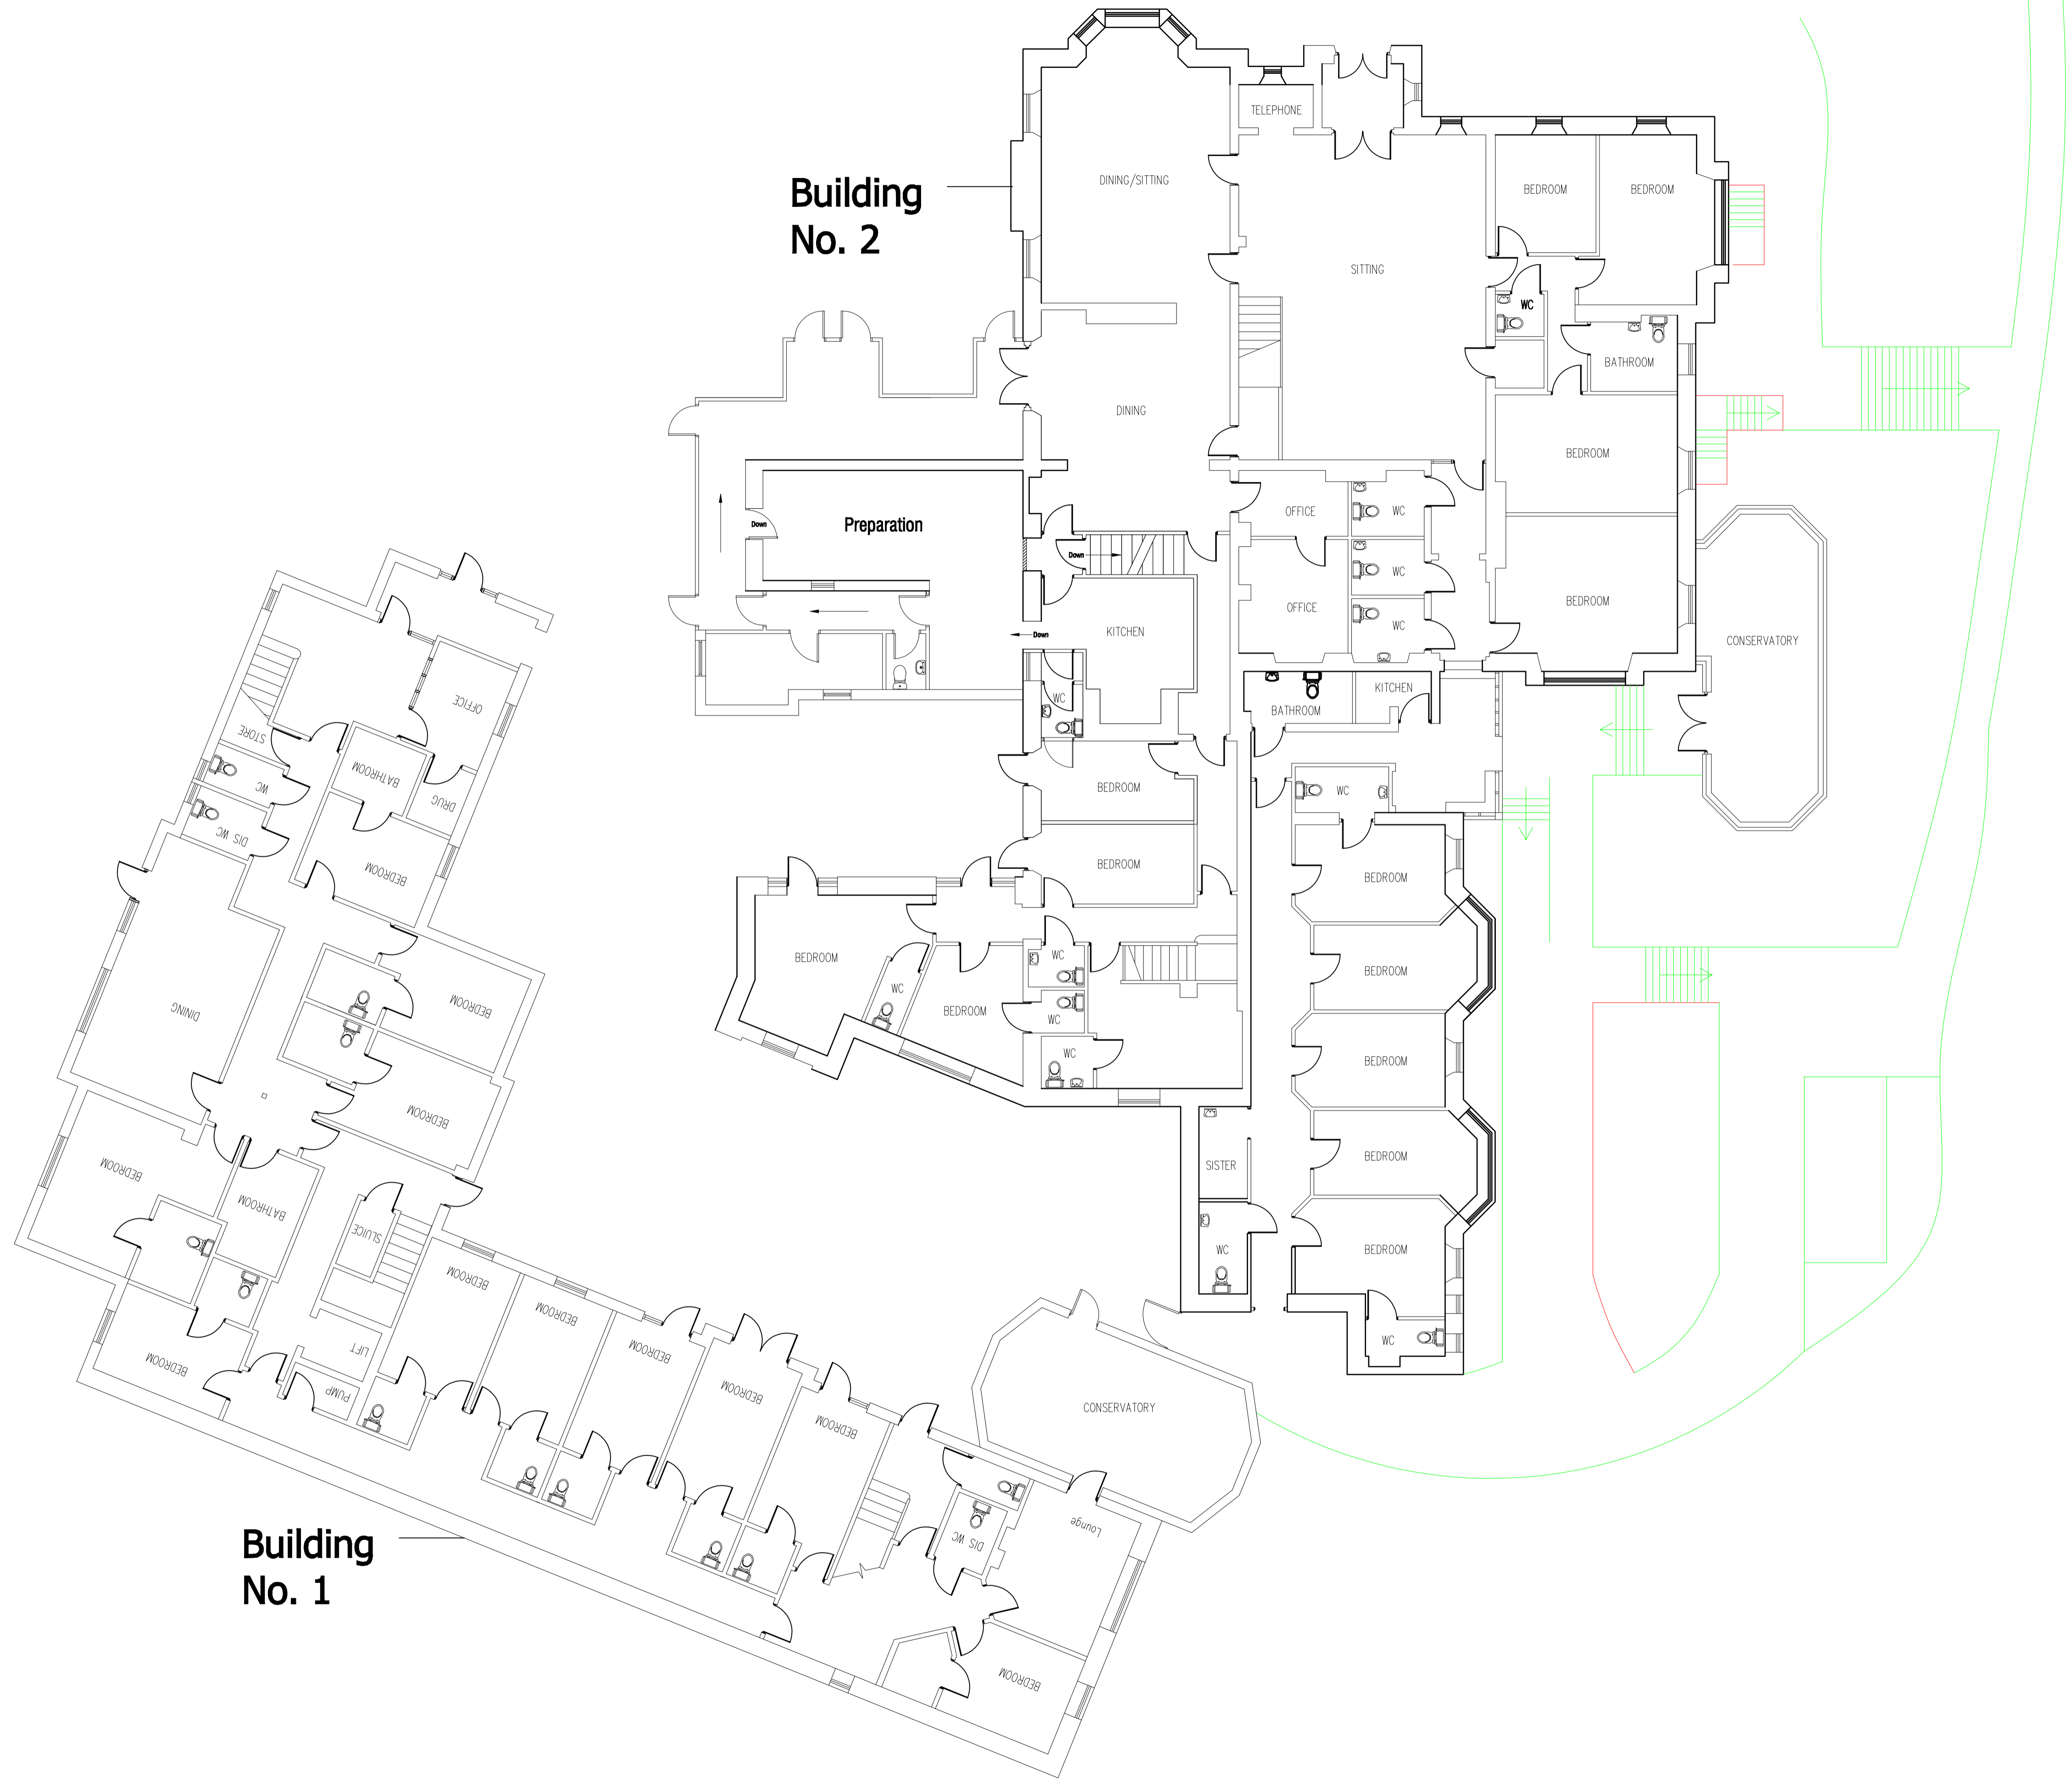 TELEPHONE
Building
No. 2
DINING/SITTING
BEDROOM
BEDROOM
SITTING
WC
BATHROOM
DINING
BEDROOM
OFFICE
WC
Down
Preparation
Down
WC
BEDROOM
OFFICE
WC
KITCHEN
Down
CONSERVATORY
WC
KITCHEN
BATHROOM
BEDROOM
WC
BEDROOM
BEDROOM
BEDROOM
WC
BEDROOM
WC
BEDROOM
WC
WC
BEDROOM
BEDROOM
BEDROOM
SISTER
WC
BEDROOM
WC
CONSERVATORY
OFFICE
STORE
BATHROOM
WC
DRUG
DIS WC
BEDROOM
BEDROOM
DINING
BEDROOM
BEDROOM
BATHROOM
SLUICE
BEDROOM
BEDROOM
BEDROOM
LIFT
BEDROOM
PUMP
BEDROOM
BEDROOM
Lounge
DIS WC
BEDROOM
Building
No. 1